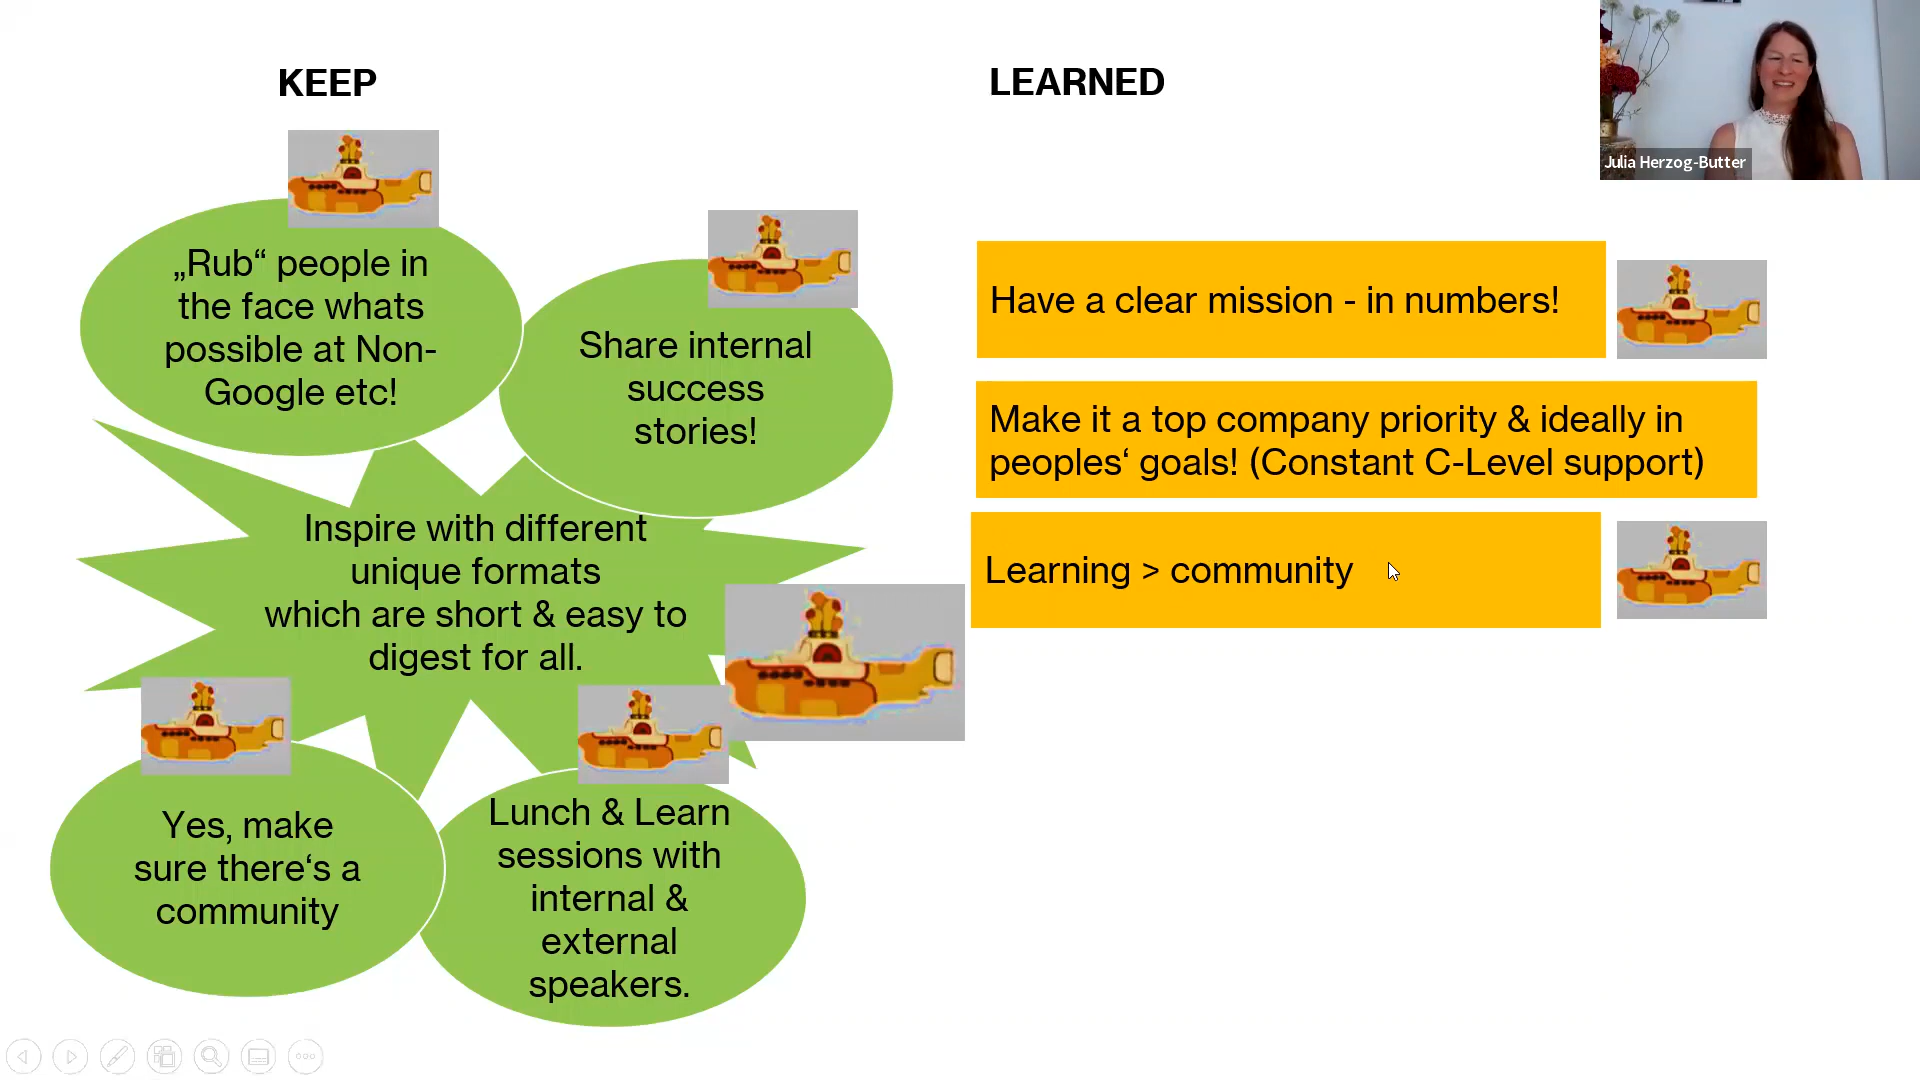 KEEP
„Rub“ people in
the face whats
possible at Non-
Google etc!
Share internal
success
stories!
Inspire with different
unique formats
which are short & easy to
digest for all.
Yes, make
sure there‘s a
community
Lunch & Learn
sessions with
internal &
external
speakers.
LEARNED
Have a clear mission - in numbers!
Make it a top company priority & ideally in
peoples‘ goals! (Constant C-Level support)
Learning > community
Julia Herzog-Butter